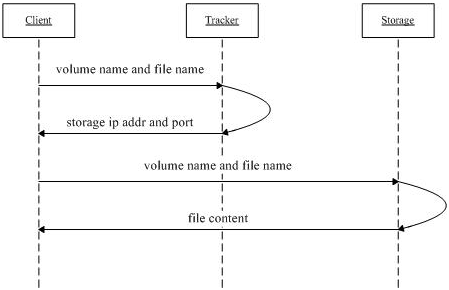 Client
Tracker
Storage
volume name and file name
storage ip addr and port
volume name and file name
file content